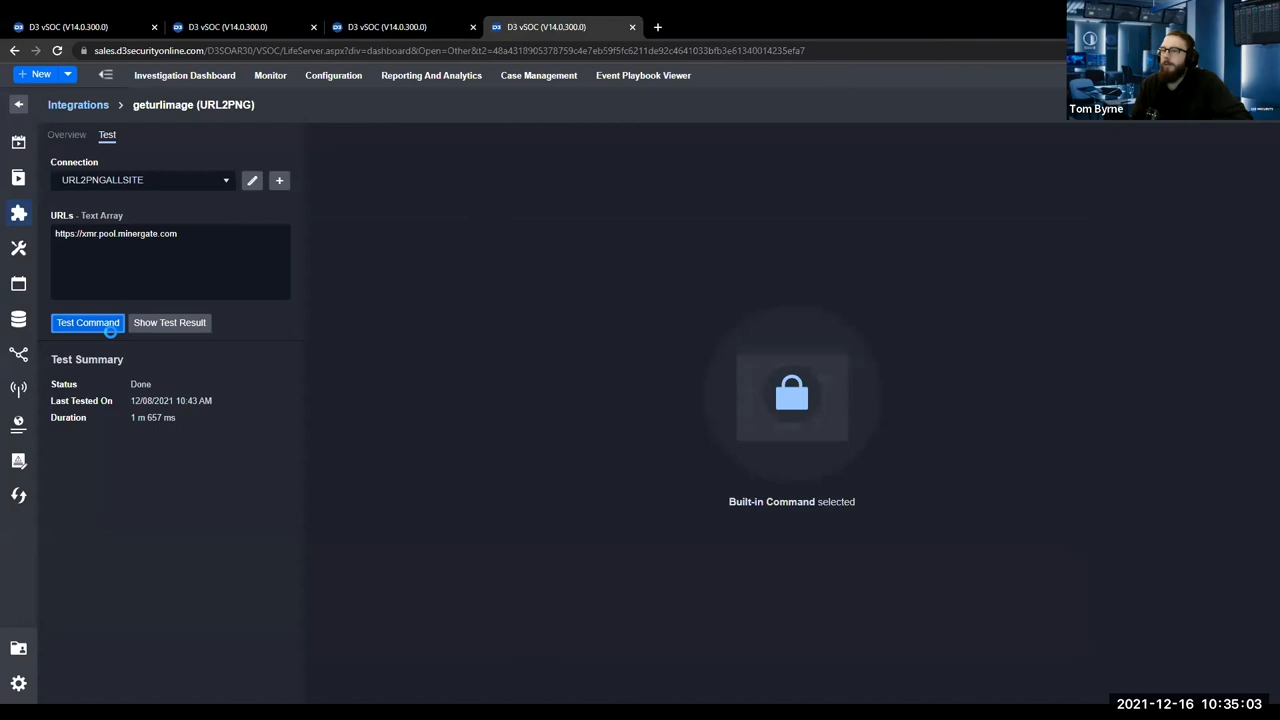 D3 vSOC (V14.0.300.0)
D3 vSOC (V14.0.300.0)
D3 vSOC (V14.0.300.0)
D3 vSOC (V14.0.300.0)
sales.d3securityonline.com/D3SOAR30/VSOC/LifeServer.aspx?div=dashboard&Open=Other&t2=48a4318905378759c4e7eb59f5fc6211de92c4641033bfb3e61340014235efa7
+ New
Investigation Dashboard
Monitor
Configuration
Reporting And Analytics
Case Management
Event Playbook Viewer
Tom Byrne
Integrations > geturlimage (URL2PNG)
Overview
Test
Connection
URL2PNGALLSITE
URLs - Text Array
https://xmr.pool.minergate.com
Test Command
Show Test Result
Test Summary
Status Done
Last Tested On 12/08/2021 10:43 AM
Duration 1 m 657 ms
Built-in Command selected
2021-12-16 10:35:03